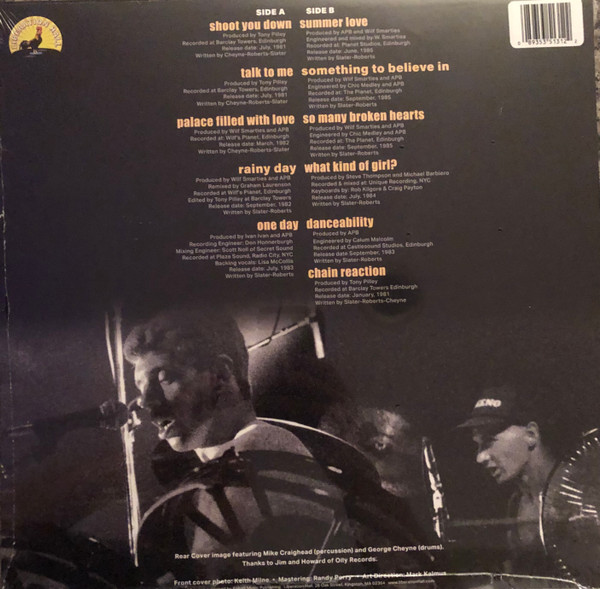 LIBERATION HALL
SIDE A
shoot you down
Produced by Tony Pilley
Recorded at Barclay Towers, Edinburgh
Release date: July, 1981
Written by Cheyne-Roberts-Slater
talk to me
Produced by Tony Pilley
Recorded at Barclay Towers, Edinburgh
Release date: July, 1981
Written by Cheyne-Roberts-Slater
palace filled with love
Produced by Wilf Smarties and APB
Recorded at: Wilf's Planet, Edinburgh
Release date: March, 1982
Written by Cheyne-Roberts-Slater
rainy day
Produced by Wilf Smarties and APB
Remixed by Graham Laurenson
Recorded at Wilf's Planet, Edinburgh
Edited by Tony Pilley at Barclay Towers
Release date: September, 1982
Written by Slater-Roberts
one day
Produced by Ivan Ivan and APB
Recording Engineer: Don Honnerburgh
Mixing Engineer: Scott Noll of Secret Sound
Recorded at Plaza Sound, Radio City, NYC
Backing vocals: Lisa McCollis
Release date: July, 1983
Written by Slater-Roberts
SIDE B
summer love
Produced by APB and Wilf Smarties
Engineered and mixed by W. Smarties
Recorded at: Planet Studios, Edinburgh
Release date: June, 1986
Written by Slater-Roberts
something to believe in
Produced by Wilf Smarties and APB
Engineered by Chic Medley and APB
Recorded at: The Planet, Edinburgh
Release date: September, 1985
Written by Slater-Roberts
so many broken hearts
Produced by Wilf Smarties and APB
Engineered by Chic Medley and APB
Recorded at: The Planet, Edinburgh
Release date: September, 1985
Written by Slater-Roberts
what kind of girl?
Produced by Steve Thompson and Michael Barbiero
Recorded & mixed at Unique Recording, NYC
Keyboards by: Rob Kilgore & Craig Peyton
Release date: July, 1984
Written by Slater-Roberts
danceability
Produced by APB
Engineered by Calum Malcolm
Recorded at Castlesound Studios, Edinburgh
Release date September, 1983
Written by Slater-Roberts
chain reaction
Produced by Tony Pilley
Recorded at Barclay Towers Edinburgh
Release date: January, 1981
Written by Slater-Roberts-Cheyne
Rear Cover image featuring Mike Craighead (percussion) and George Cheyne (drums).
Thanks to Jim and Howard of Oily Records.
Front cover photo: Keith Milne • Mastering: Randy Perry • Art Direction: Mark Kalmus